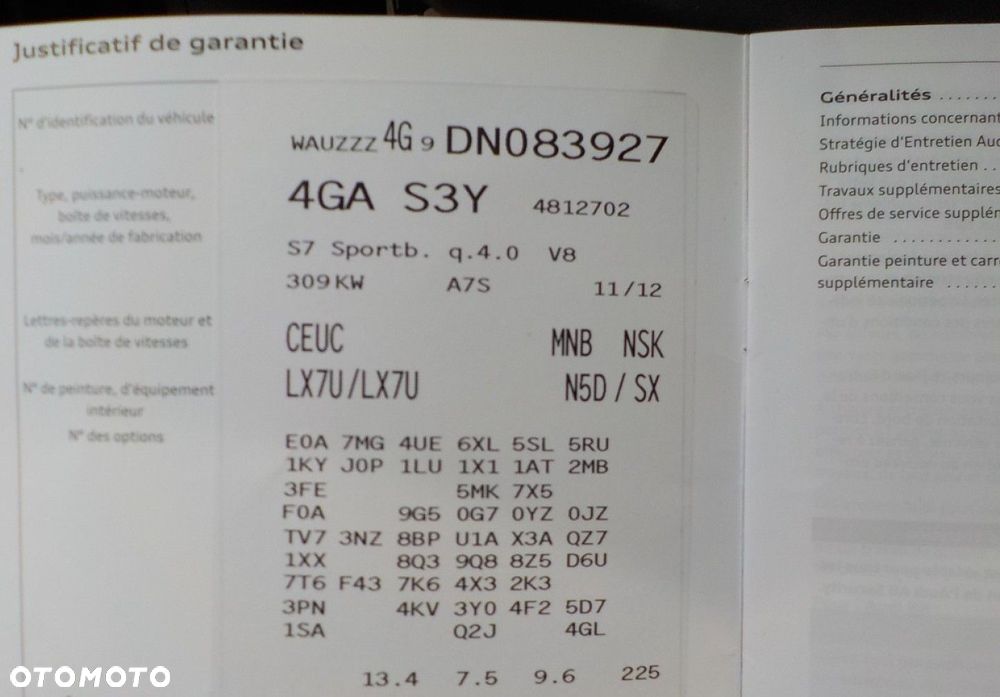 Justificatif de garantie
N° d'identification du véhicule
WAUZZZ 4G 9 DN083927
Type, puissance-moteur,
boîte de vitesses,
mois/année de fabrication
4GA S3Y 4812702
S7 Sportb. q.4.0 V8
309KW A7S 11/12
Lettres-repères du moteur et
de la boîte de vitesses
CEUC MNB NSK
N° de peinture, d'équipement
intérieur
LX7U/LX7U N5D / SX
N° des options
E0A 7MG 4UE 6XL 5SL 5RU
1KY J0P 1LU 1X1 1AT 2MB
3FE 5MK 7X5
F0A 9G5 0G7 0YZ 0JZ
TV7 3NZ 8BP U1A X3A QZ7
1XX 8Q3 9Q8 8Z5 D6U
7T6 F43 7K6 4X3 2K3
3PN 4KV 3Y0 4F2 5D7
1SA Q2J 4GL
13.4 7.5 9.6 225
Généralités ........
Informations concernant
Stratégie d'Entretien Aud
Rubriques d'entretien ..
Travaux supplémentaires
Offres de service supplém
Garantie ............
Garantie peinture et carro
supplémentaire ......
OTOMOTO